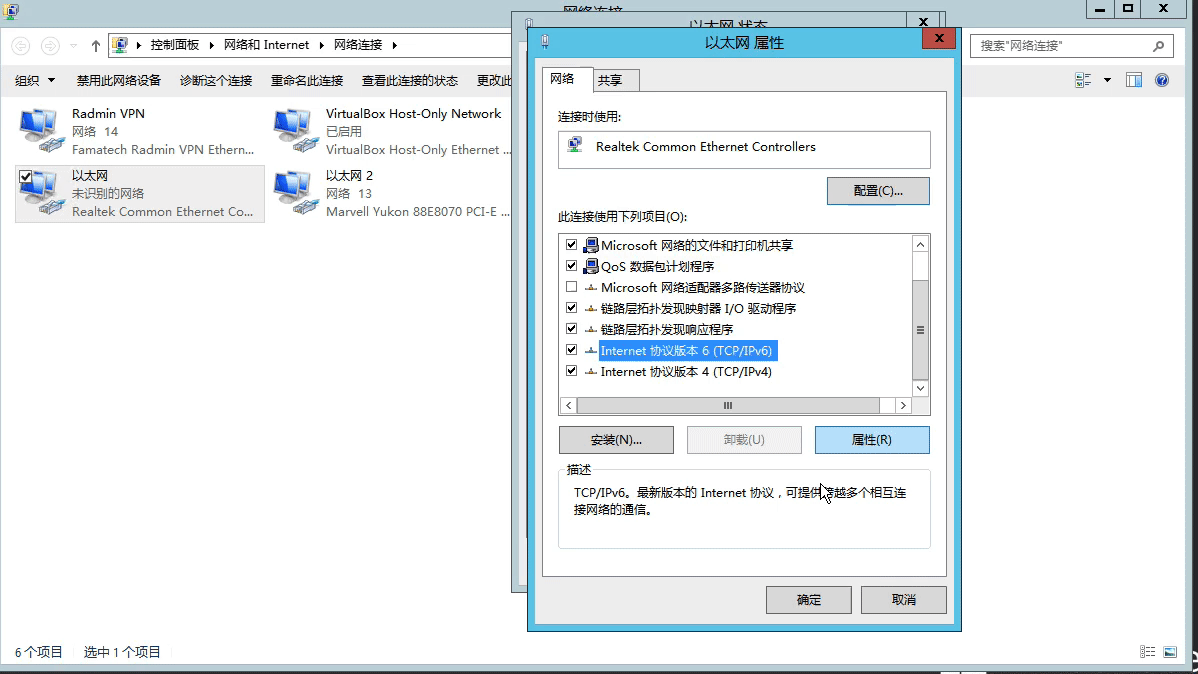 以太网 状态
以太网 属性
控制面板 网络和 Internet 网络连接
搜索"网络连接"
组织 禁用此网络设备 诊断这个连接 重命名此连接 查看此连接的状态 更改此
Radmin VPN
网络 14
Famatech Radmin VPN Ethern...
VirtualBox Host-Only Network
已启用
VirtualBox Host-Only Ethernet ...
以太网
未识别的网络
Realtek Common Ethernet Co...
以太网 2
网络 13
Marvell Yukon 88E8070 PCI-E ...
网络 共享
连接时使用:
Realtek Common Ethernet Controllers
配置(C)...
此连接使用下列项目(O):
Microsoft 网络的文件和打印机共享
QoS 数据包计划程序
Microsoft 网络适配器多路传送器协议
链路层拓扑发现映射器 I/O 驱动程序
链路层拓扑发现响应程序
Internet 协议版本 6 (TCP/IPv6)
Internet 协议版本 4 (TCP/IPv4)
安装(N)... 卸载(U) 属性(R)
描述
TCP/IPv6。最新版本的 Internet 协议，可提供跨越多个相互连
接网络的通信。
确定 取消
6 个项目 选中 1 个项目